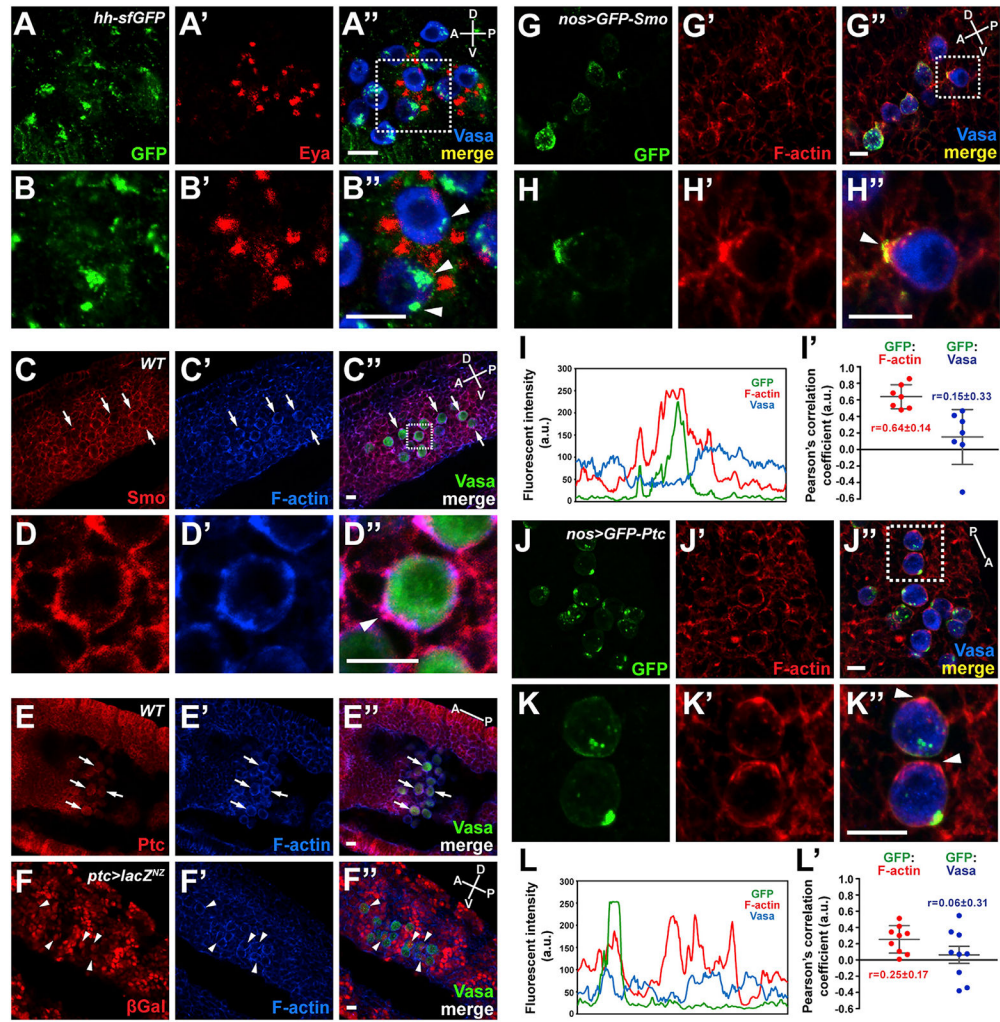 A
hh-sfGFP
GFP
A'
Eya
A''
D
A
P
V
Vasa
merge
B
B'
B''
C
WT
Smo
C'
F-actin
C''
D
A
P
V
Vasa
merge
D
D'
D''
E
WT
Ptc
E'
F-actin
E''
A
P
Vasa
merge
F
ptc>lacZᴺᶻ
βGal
F'
F-actin
F''
D
A
P
V
Vasa
merge
G
nos>GFP-Smo
GFP
G'
F-actin
G''
D
A
P
V
Vasa
merge
H
H'
H''
I
Fluorescent intensity
(a.u.)
300
250
200
150
100
50
0
GFP
F-actin
Vasa
I'
Pearson's correlation
coefficient (a.u.)
1.0
0.8
0.6
0.4
0.2
0.0
-0.2
-0.4
-0.6
GFP:
F-actin
GFP:
Vasa
r=0.64±0.14
r=0.15±0.33
J
nos>GFP-Ptc
GFP
J'
F-actin
J''
P
A
Vasa
merge
K
K'
K''
L
Fluorescent intensity
(a.u.)
300
250
200
150
100
50
0
GFP
F-actin
Vasa
L'
Pearson's correlation
coefficient (a.u.)
1.0
0.8
0.6
0.4
0.2
0.0
-0.2
-0.4
-0.6
GFP:
F-actin
GFP:
Vasa
r=0.25±0.17
r=0.06±0.31